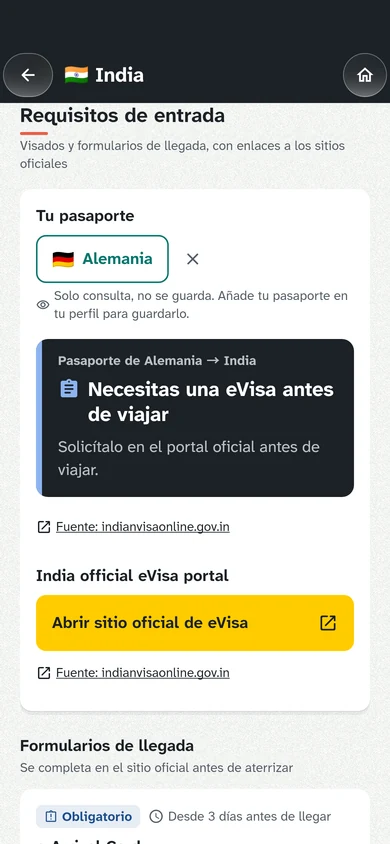 India
Requisitos de entrada
Visados y formularios de llegada, con enlaces a los sitios
oficiales
Tu pasaporte
Alemania
Solo consulta, no se guarda. Añade tu pasaporte en
tu perfil para guardarlo.
Pasaporte de Alemania → India
Necesitas una eVisa antes
de viajar
Solicítalo en el portal oficial antes de
viajar.
Fuente: indianvisaonline.gov.in
India official eVisa portal
Abrir sitio oficial de eVisa
Fuente: indianvisaonline.gov.in
Formularios de llegada
Se completa en el sitio oficial antes de aterrizar
Obligatorio
Desde 3 días antes de llegar